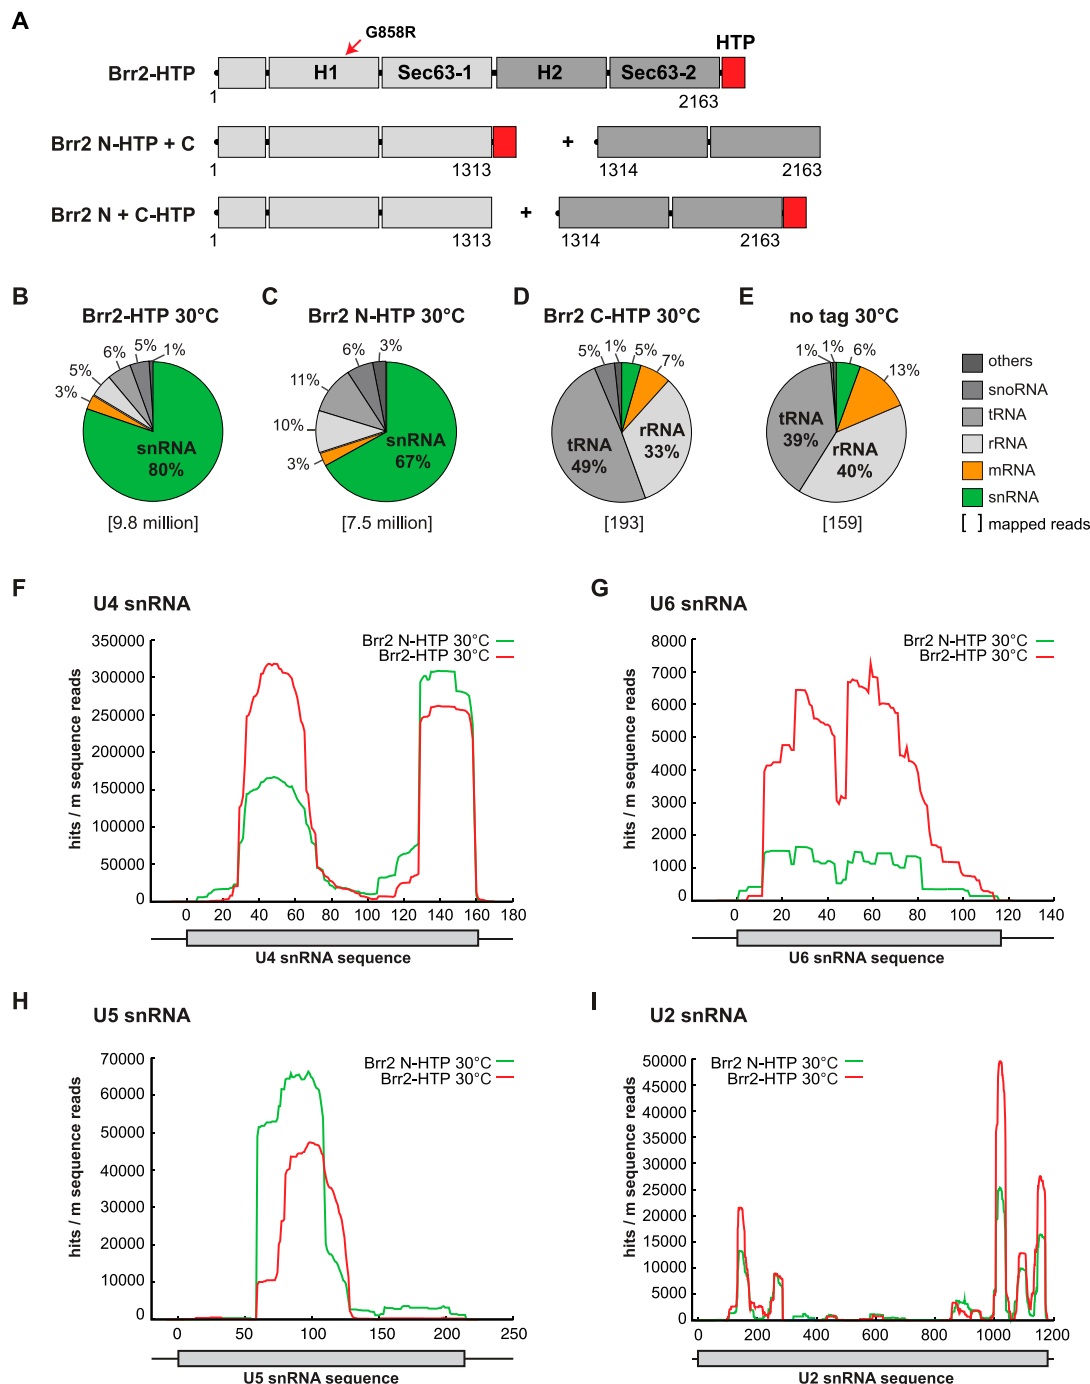 A
G858R
HTP
Brr2-HTP
H1
Sec63-1
H2
Sec63-2
1
2163
Brr2 N-HTP + C
+
1
1313
1314
2163
Brr2 N + C-HTP
+
1
1313
1314
2163
B
Brr2-HTP 30°C
snRNA
80%
3%
5%
6%
5%
1%
[9.8 million]
C
Brr2 N-HTP 30°C
snRNA
67%
3%
10%
11%
6%
3%
[7.5 million]
D
Brr2 C-HTP 30°C
5%
1%
5%
7%
tRNA
49%
rRNA
33%
[193]
E
no tag 30°C
1%
1%
6%
13%
tRNA
39%
rRNA
40%
[159]
others
snoRNA
tRNA
rRNA
mRNA
snRNA
[ ] mapped reads
F
U4 snRNA
Brr2 N-HTP 30°C
Brr2-HTP 30°C
hits / m sequence reads
350000
300000
250000
200000
150000
100000
50000
0
0 20 40 60 80 100 120 140 160 180
U4 snRNA sequence
G
U6 snRNA
Brr2 N-HTP 30°C
Brr2-HTP 30°C
hits / m sequence reads
8000
7000
6000
5000
4000
3000
2000
1000
0
0 20 40 60 80 100 120 140
U6 snRNA sequence
H
U5 snRNA
Brr2 N-HTP 30°C
Brr2-HTP 30°C
hits / m sequence reads
70000
60000
50000
40000
30000
20000
10000
0
0 50 100 150 200 250
U5 snRNA sequence
I
U2 snRNA
Brr2 N-HTP 30°C
Brr2-HTP 30°C
hits / m sequence reads
50000
45000
40000
35000
30000
25000
20000
15000
10000
5000
0
0 200 400 600 800 1000 1200
U2 snRNA sequence